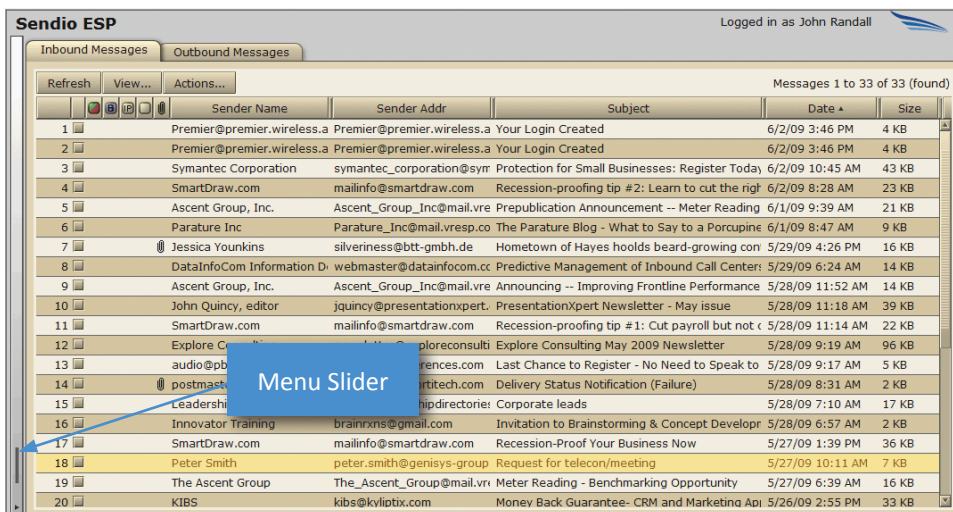 Sendio ESP
Logged in as John Randall
Inbound Messages Outbound Messages
Refresh View... Actions... Messages 1 to 33 of 33 (found)
IP Sender Name Sender Addr Subject Date Size
1 Premier@premier.wireless.a Premier@premier.wireless.a Your Login Created 6/2/09 3:46 PM 4 KB
2 Premier@premier.wireless.a Premier@premier.wireless.a Your Login Created 6/2/09 3:46 PM 4 KB
3 Symantec Corporation symantec_corporation@sym Protection for Small Businesses: Register Today 6/2/09 10:45 AM 43 KB
4 SmartDraw.com mailinfo@smartdraw.com Recession-proofing tip #2: Learn to cut the righ 6/2/09 8:28 AM 23 KB
5 Ascent Group, Inc. Ascent_Group_Inc@mail.vre Prepublication Announcement -- Meter Reading 6/1/09 9:39 AM 21 KB
6 Parature Inc Parature_Inc@mail.vresp.co The Parature Blog - What to Say to a Porcupine 6/1/09 8:47 AM 9 KB
7 Jessica Younkins silveriness@btt-gmbh.de Hometown of Hayes hoolds beard-growing con 5/29/09 4:26 PM 16 KB
8 DataInfoCom Information D webmaster@datainfocom.cc Predictive Management of Inbound Call Center 5/29/09 6:24 AM 14 KB
9 Ascent Group, Inc. Ascent_Group_Inc@mail.vre Announcing -- Improving Frontline Performance 5/28/09 11:52 AM 14 KB
10 John Quincy, editor jquincy@presentationxpert. PresentationXpert Newsletter - May issue 5/28/09 11:18 AM 39 KB
11 SmartDraw.com mailinfo@smartdraw.com Recession-proofing tip #1: Cut payroll but not 5/28/09 11:14 AM 22 KB
12 Explore exploreconsulti Explore Consulting May 2009 Newsletter 5/28/09 9:19 AM 96 KB
13 audio@pb rences.com Last Chance to Register - No Need to Speak to 5/28/09 9:17 AM 5 KB
14 postmast rtitech.com Delivery Status Notification (Failure) 5/28/09 8:31 AM 2 KB
15 Leadershi hipdirectories Corporate leads 5/28/09 7:10 AM 17 KB
16 Innovator Training brainrxns@gmail.com Invitation to Brainstorming & Concept Developr 5/28/09 6:57 AM 2 KB
17 SmartDraw.com mailinfo@smartdraw.com Recession-Proof Your Business Now 5/27/09 1:39 PM 36 KB
18 Peter Smith peter.smith@genisys-group Request for telecon/meeting 5/27/09 10:11 AM 7 KB
19 The Ascent Group The_Ascent_Group@mail.vre Meter Reading - Benchmarking Opportunity 5/27/09 6:39 AM 16 KB
20 KIBS kibs@kyliptix.com Money Back Guarantee- CRM and Marketing Ap 5/26/09 2:55 PM 33 KB
Menu Slider